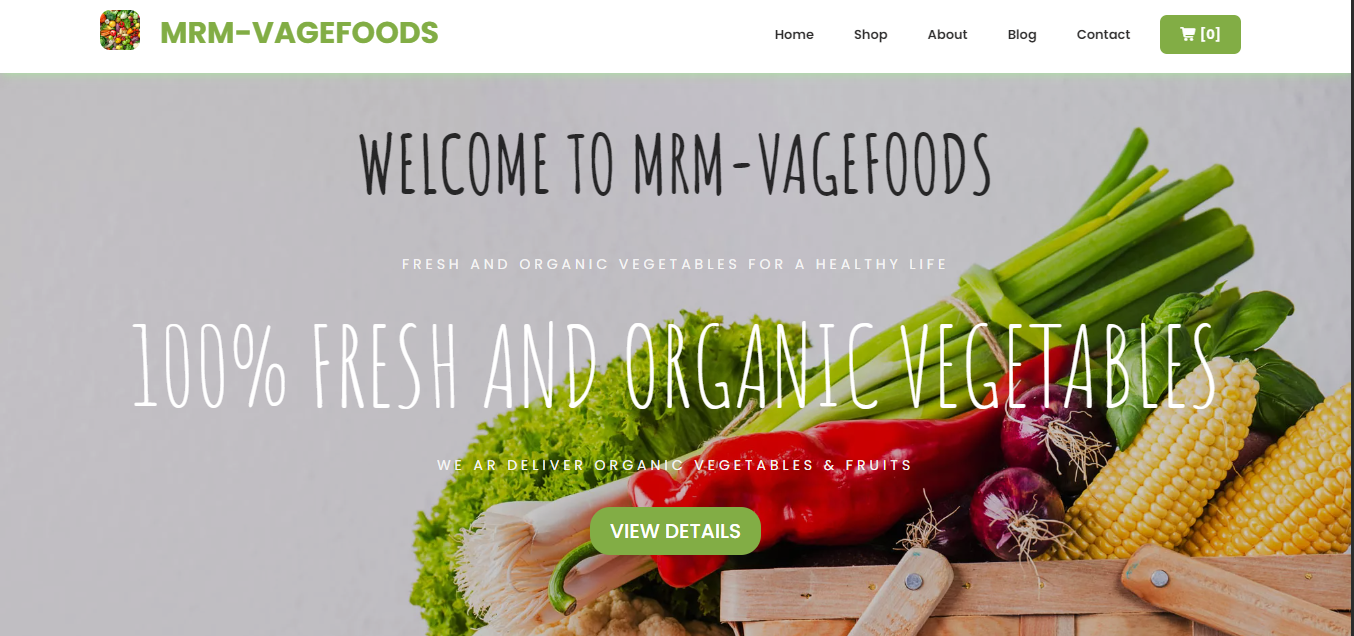 MRM-VAGEFOODS
Home Shop About Blog Contact [0]
WELCOME TO MRM-VAGEFOODS
FRESH AND ORGANIC VEGETABLES FOR A HEALTHY LIFE
100% FRESH AND ORGANIC VEGETABLES
WE AR DELIVER ORGANIC VEGETABLES & FRUITS
VIEW DETAILS